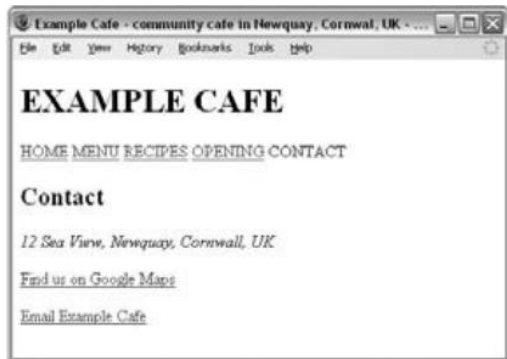 Example Cafe - community cafe in Newquay, Cornwal, UK - ...
File Edit View History Bookmarks Tools Help
EXAMPLE CAFE
HOME MENU RECIPES OPENING CONTACT
Contact
12 Sea View, Newquay, Cornwall, UK
Find us on Google Maps
Email Example Cafe